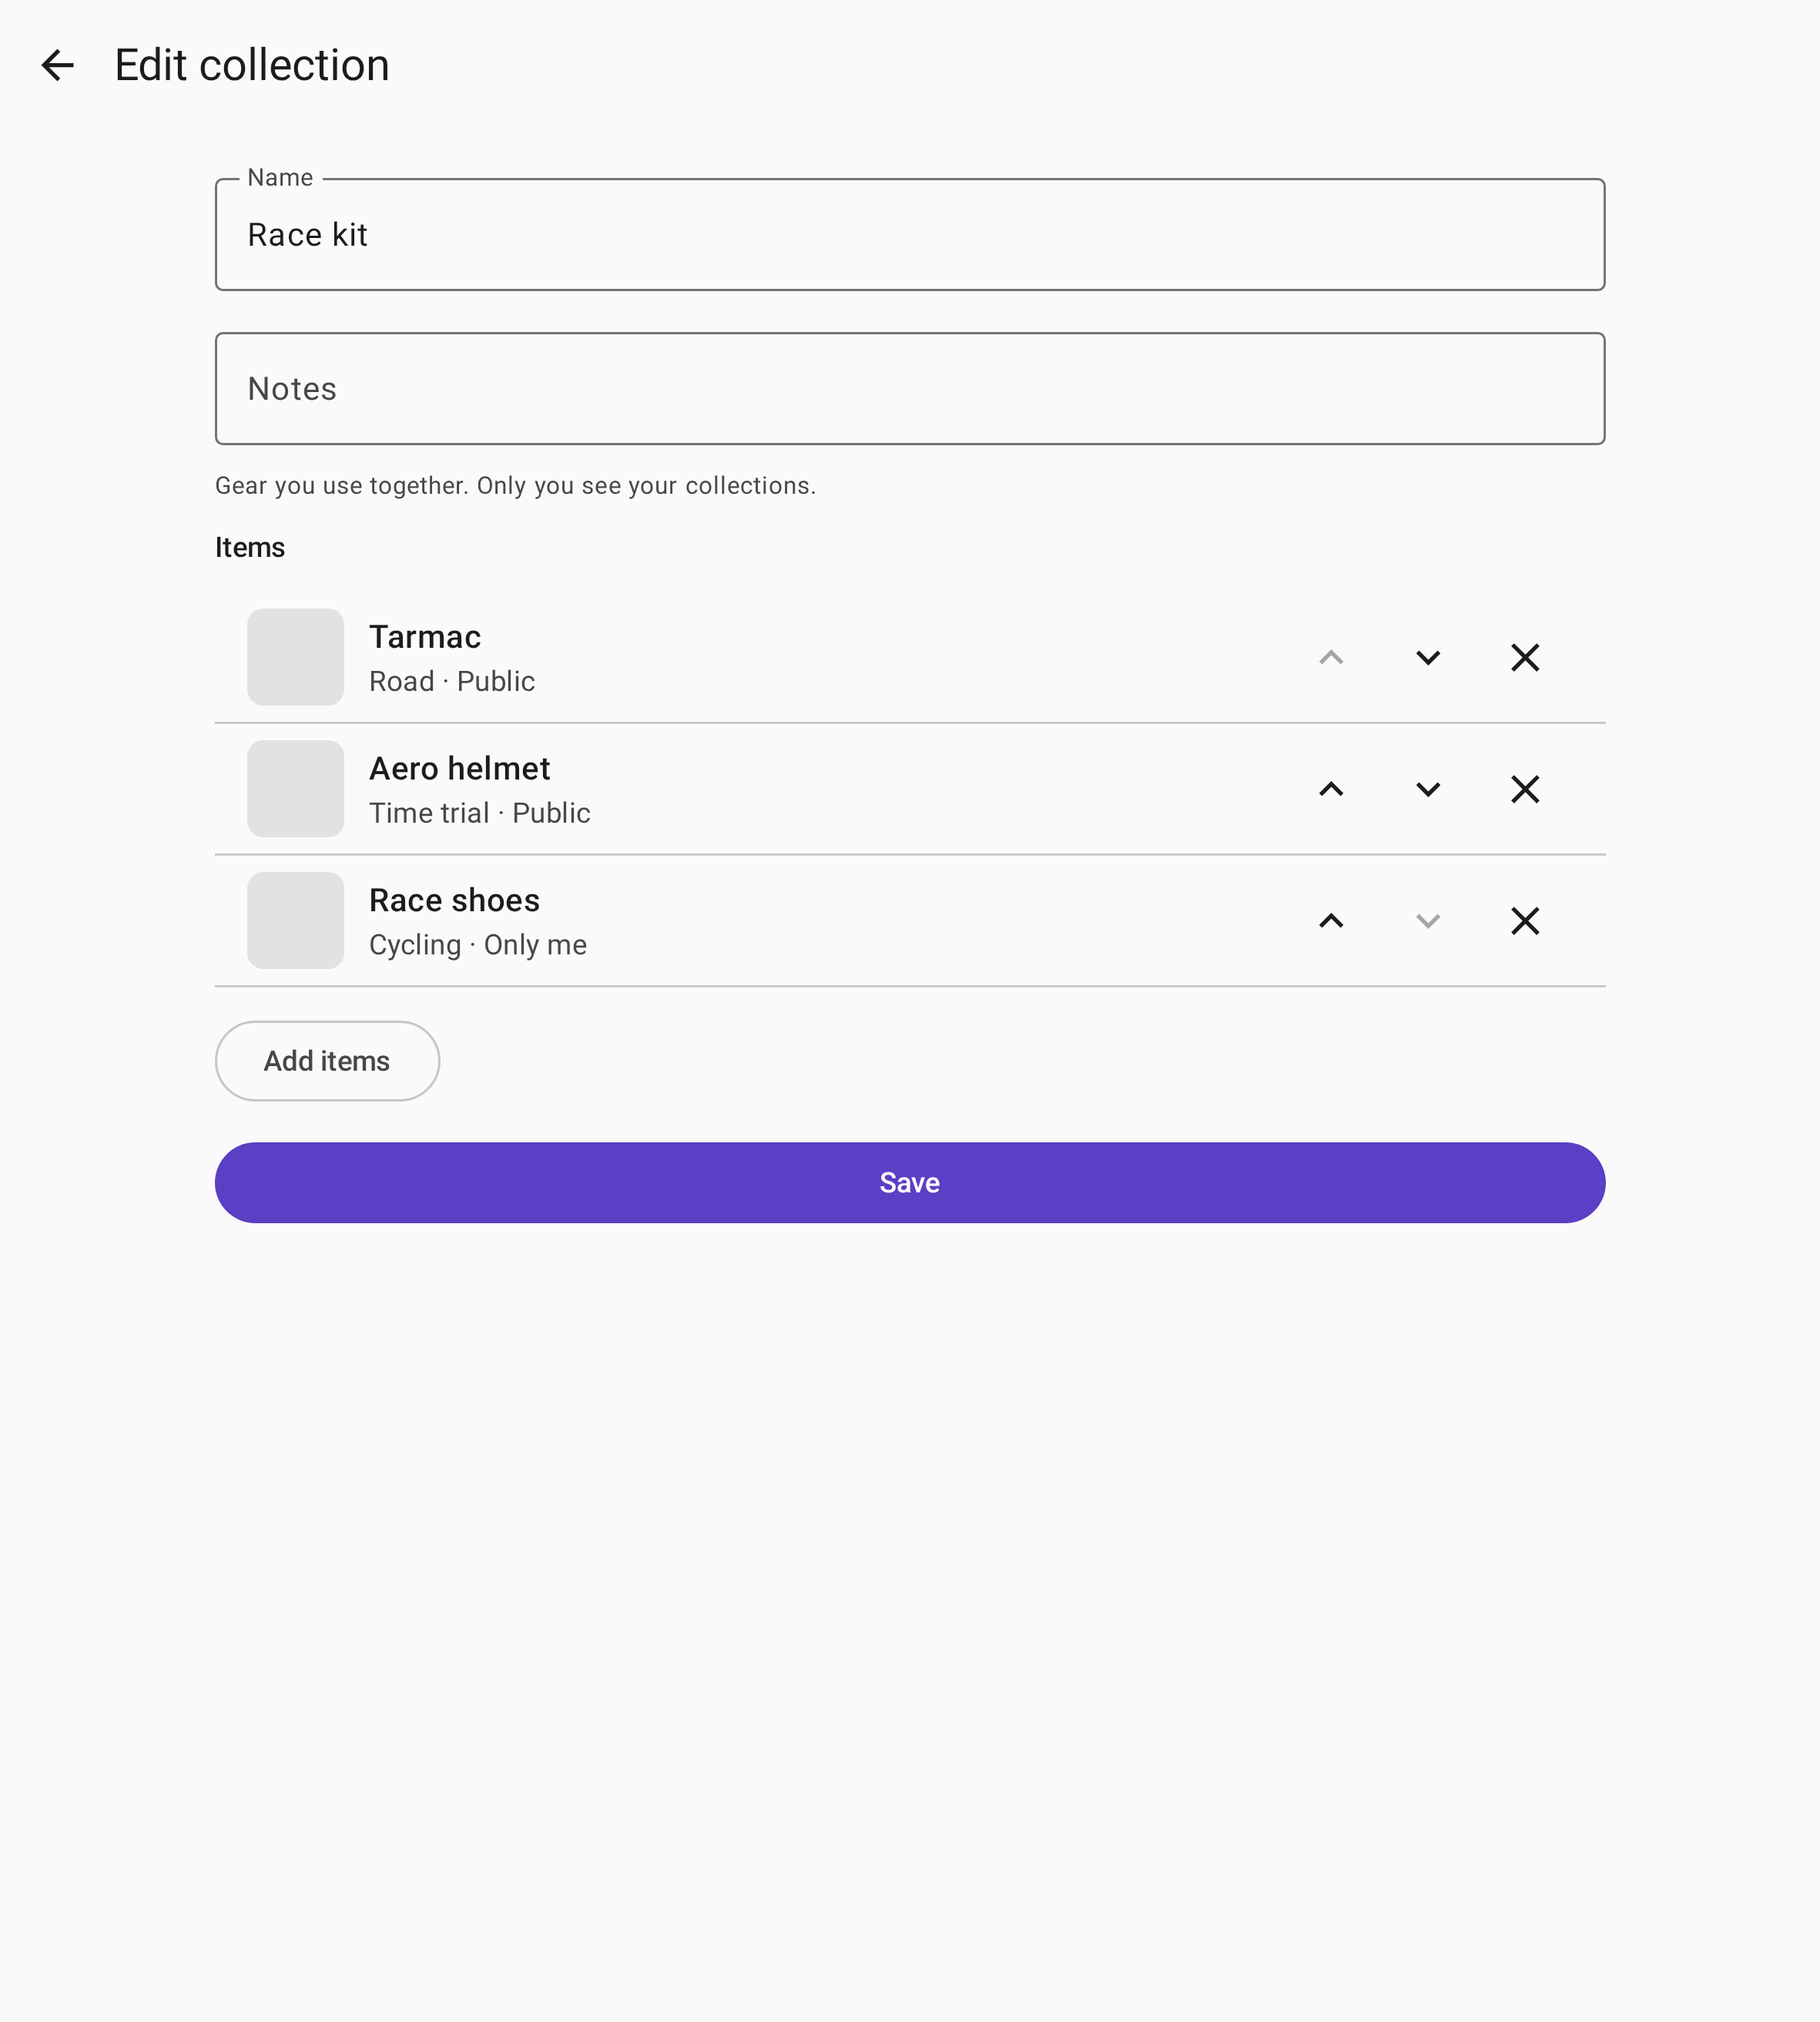 Edit collection
Name
Race kit
Notes
Gear you use together. Only you see your collections.
Items
Tarmac
Road · Public
Aero helmet
Time trial · Public
Race shoes
Cycling · Only me
Add items
Save